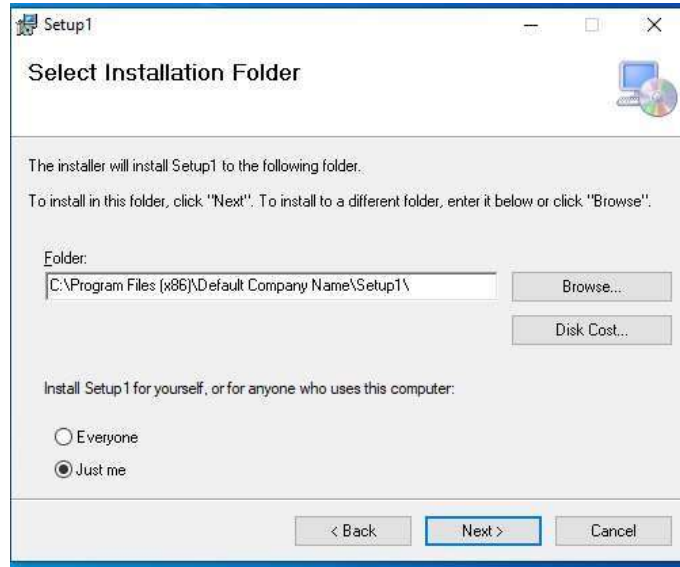 Setup1
Select Installation Folder
The installer will install Setup1 to the following folder.
To install in this folder, click "Next". To install to a different folder, enter it below or click "Browse".
Folder:
C:\Program Files (x86)\Default Company Name\Setup1\
Browse...
Disk Cost...
Install Setup1 for yourself, or for anyone who uses this computer:
Everyone
Just me
< Back
Next >
Cancel